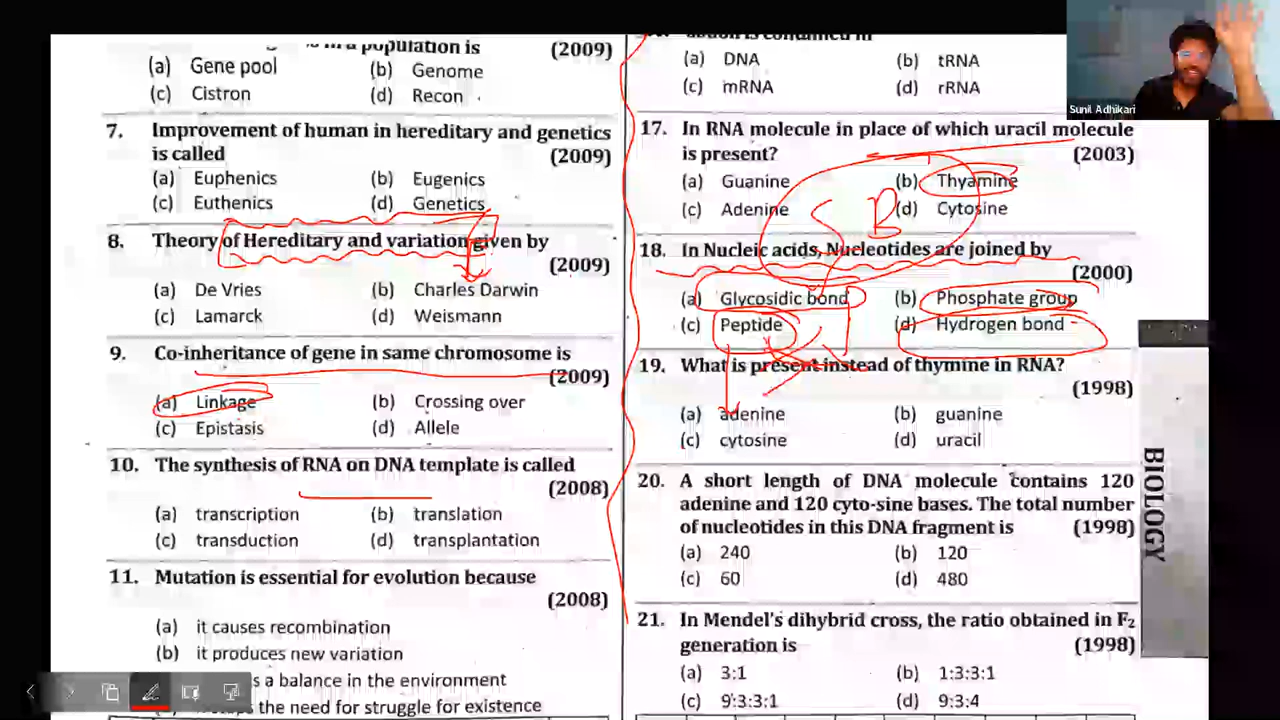 in a population is
(2009)
(a) Gene pool (b) Genome
(c) Cistron (d) Recon
7. Improvement of human in hereditary and genetics
is called (2009)
(a) Euphenics (b) Eugenics
(c) Euthenics (d) Genetics
8. Theory of Hereditary and variation given by
(2009)
(a) De Vries (b) Charles Darwin
(c) Lamarck (d) Weismann
9. Co-inheritance of gene in same chromosome is
(2009)
(a) Linkage (b) Crossing over
(c) Epistasis (d) Allele
10. The synthesis of RNA on DNA template is called
(2008)
(a) transcription (b) translation
(c) transduction (d) transplantation
11. Mutation is essential for evolution because
(2008)
(a) it causes recombination
(b) it produces new variation
a balance in the environment
the need for struggle for existence
is contained in
(a) DNA (b) tRNA
(c) mRNA (d) rRNA
17. In RNA molecule in place of which uracil molecule
is present? (2003)
(a) Guanine (b) Thyamine
(c) Adenine (d) Cytosine
S B
18. In Nucleic acids, Nucleotides are joined by
(2000)
(a) Glycosidic bond (b) Phosphate group
(c) Peptide (d) Hydrogen bond
19. What is present instead of thymine in RNA?
(1998)
(a) adenine (b) guanine
(c) cytosine (d) uracil
20. A short length of DNA molecule contains 120
adenine and 120 cyto-sine bases. The total number
of nucleotides in this DNA fragment is (1998)
(a) 240 (b) 120
(c) 60 (d) 480
21. In Mendel's dihybrid cross, the ratio obtained in F₂
generation is (1998)
(a) 3:1 (b) 1:3:3:1
(c) 9:3:3:1 (d) 9:3:4
BIOLOGY
Sunil Adhikari